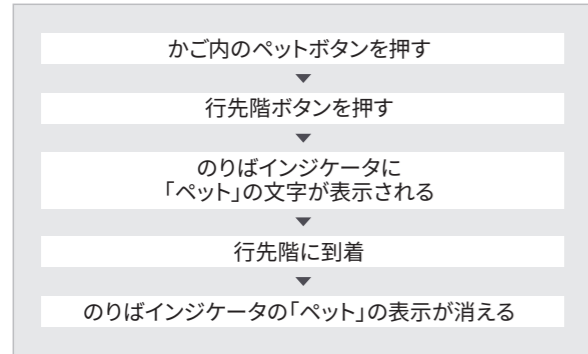 かご内のペットボタンを押す
行先階ボタンを押す
のりばインジケータに
「ペット」の文字が表示される
行先階に到着
のりばインジケータの「ペット」の表示が消える